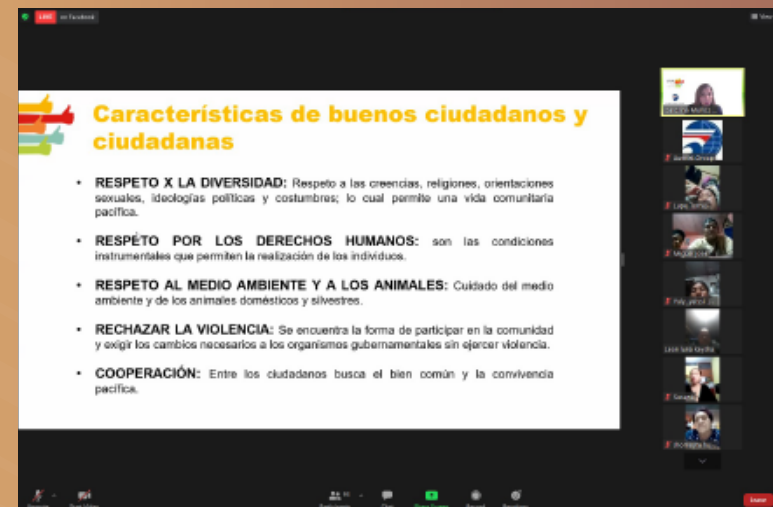 LIVE on Facebook
View
Características de buenos ciudadanos y
ciudadanas
• RESPETO X LA DIVERSIDAD: Respeto a las creencias, religiones, orientaciones
sexuales, ideologías políticas y costumbres; lo cual permite una vida comunitaria
pacífica.
• RESPETO POR LOS DERECHOS HUMANOS: son las condiciones
instrumentales que permiten la realización de los individuos.
• RESPETO AL MEDIO AMBIENTE Y A LOS ANIMALES: Cuidado del medio
ambiente y de los animales domésticos y silvestres.
• RECHAZAR LA VIOLENCIA: Se encuentra la forma de participar en la comunidad
y exigir los cambios necesarios a los organismos gubernamentales sin ejercer violencia.
• COOPERACIÓN: Entre los ciudadanos busca el bien común y la convivencia
pacífica.